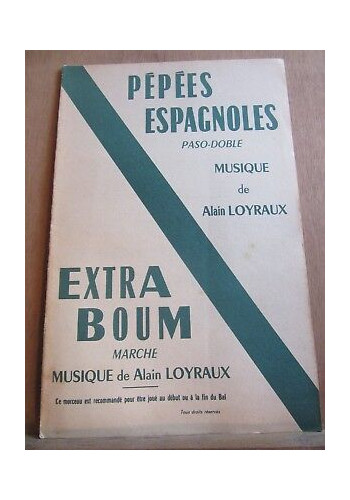 PÉPÉES
ESPAGNOLES
PASO-DOBLE
MUSIQUE
de
Alain LOYRAUX
EXTRA
BOUM
MARCHE
MUSIQUE de Alain LOYRAUX
Ce morceau est recommandé pour être joué au début ou à la fin du Bal
Tous droits réservés